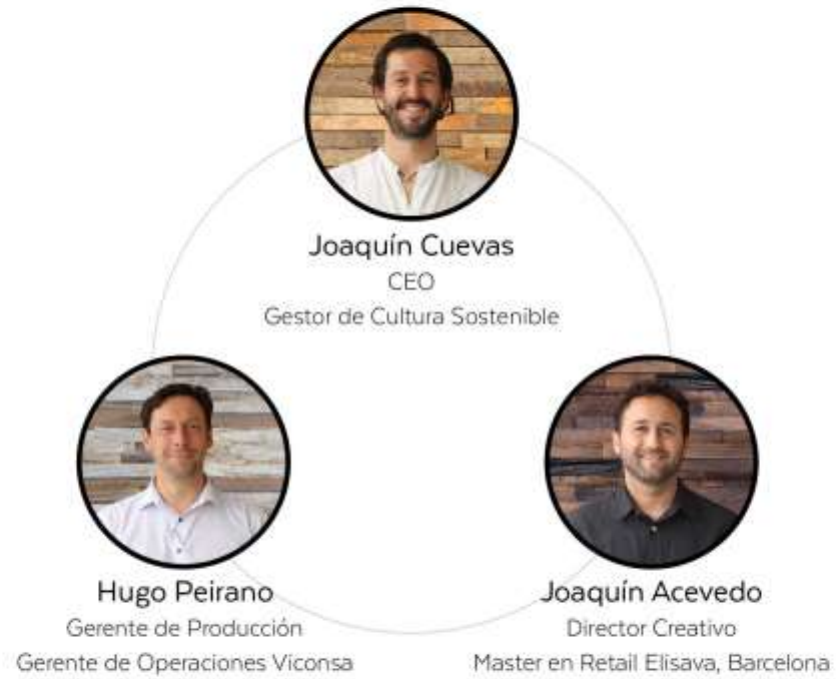 Joaquín Cuevas
CEO
Gestor de Cultura Sostenible
Hugo Peirano
Gerente de Producción
Gerente de Operaciones Viconsa
Joaquín Acevedo
Director Creativo
Master en Retail Elisava, Barcelona